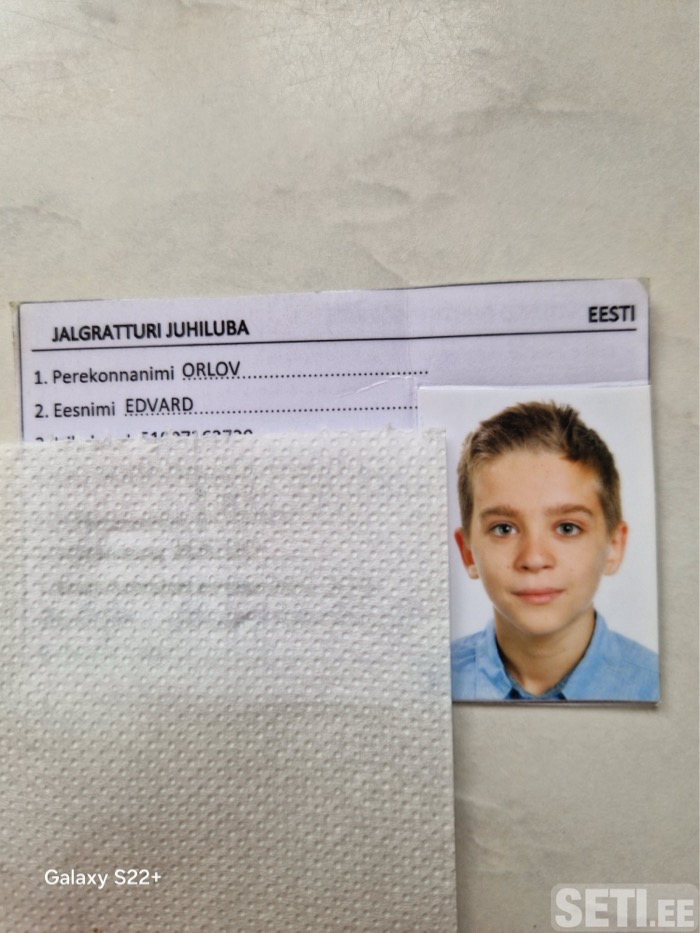 JALGRATTURI JUHILUBA EESTI
1. Perekonnanimi ORLOV
2. Eesnimi EDVARD
Galaxy S22+
SETI.EE